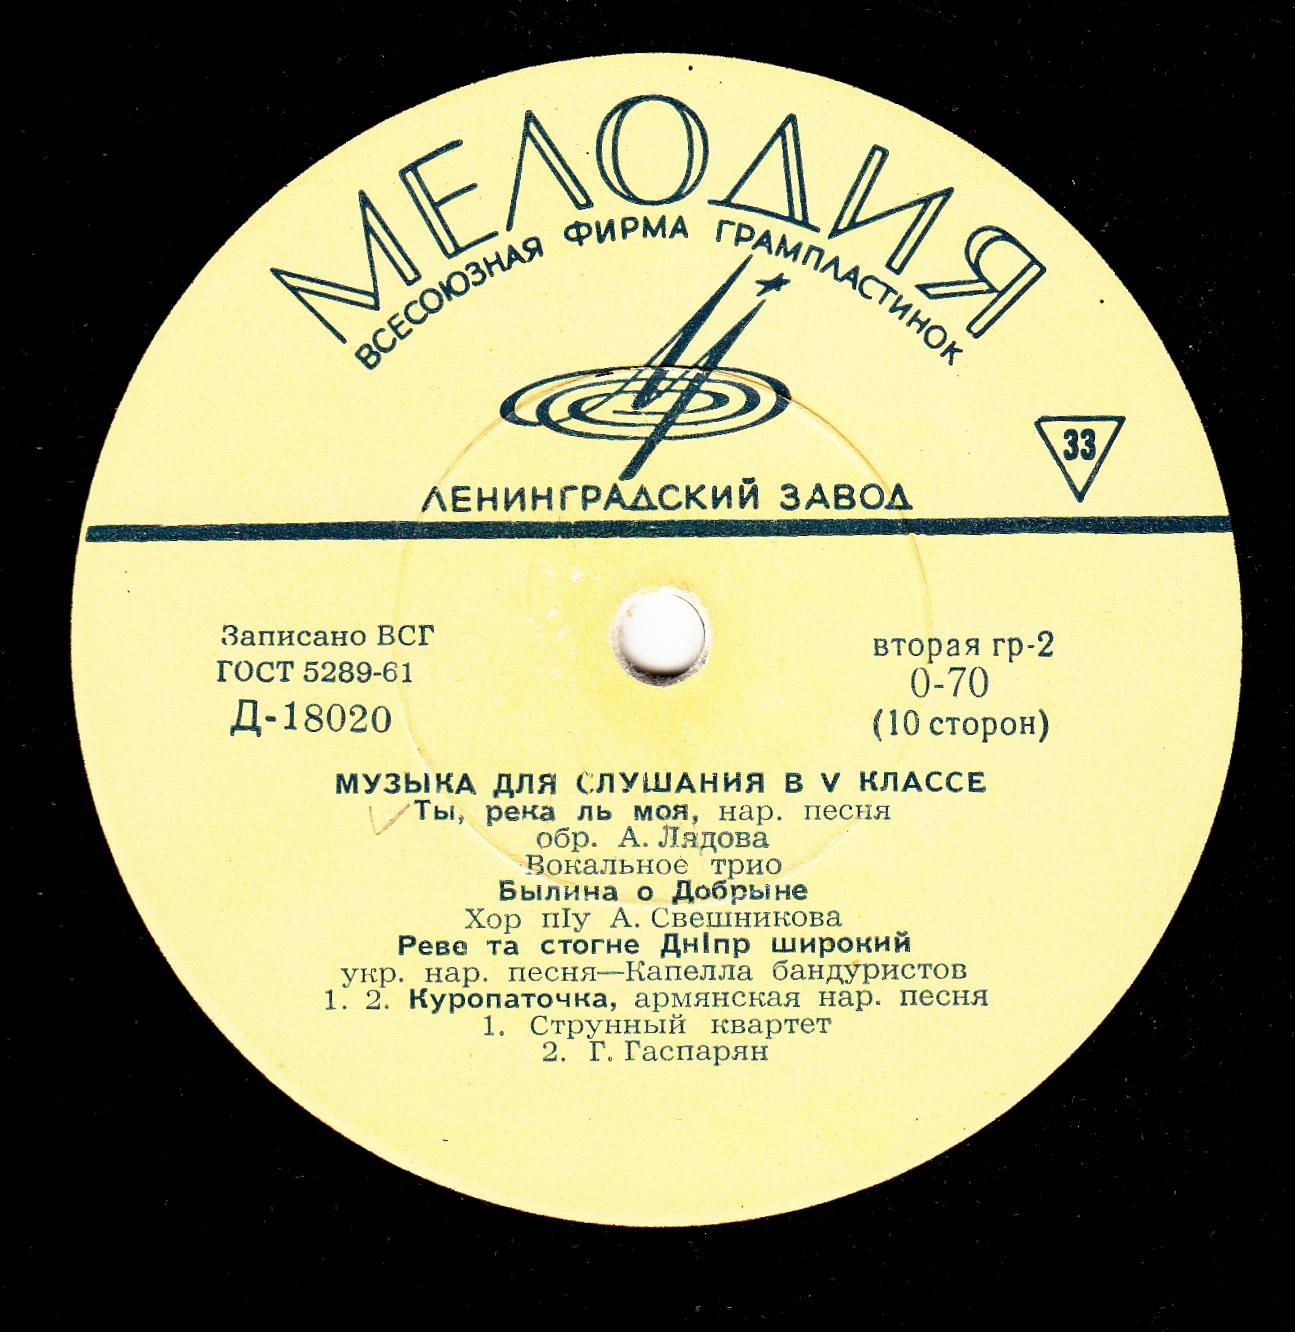 МЕЛОДИЯ
ВСЕСОЮЗНАЯ ФИРМА ГРАМПЛАСТИНОК
33
ЛЕНИНГРАДСКИЙ ЗАВОД
Записано ВСГ
ГОСТ 5289-61
Д-18020
вторая гр-2
0-70
(10 сторон)
МУЗЫКА ДЛЯ СЛУШАНИЯ В V КЛАССЕ
Ты, река ль моя, нар. песня
обр. А. Лядова
Вокальное трио
Былина о Добрыне
Хор п/у А. Свешникова
Реве та стогне Дніпр широкий
укр. нар. песня—Капелла бандуристов
1. 2. Куропаточка, армянская нар. песня
1. Струнный квартет
2. Г. Гаспарян